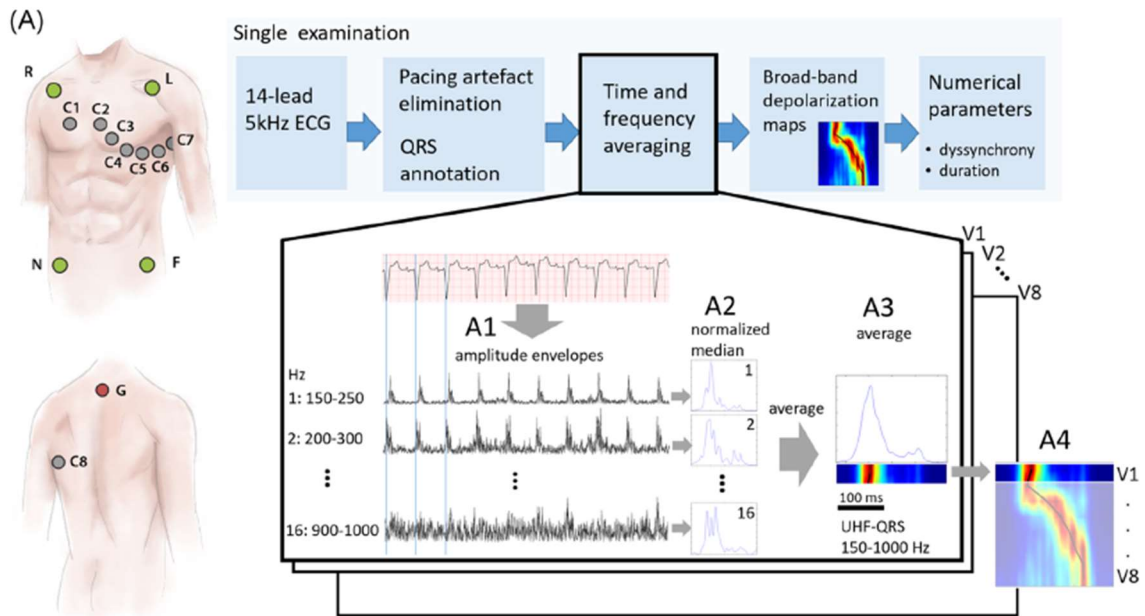 (A)
R
L
C1
C2
C3
C4
C5
C6
C7
N
F
G
C8
Single examination
14-lead
5kHz ECG
Pacing artefact
elimination
QRS
annotation
Time and
frequency
averaging
Broad-band
depolarization
maps
Numerical
parameters
• dyssynchrony
• duration
V1
V2
V8
A1
amplitude envelopes
Hz
1: 150-250
2: 200-300
16: 900-1000
A2
normalized
median
1
2
16
average
A3
average
100 ms
UHF-QRS
150-1000 Hz
A4
V1
V8